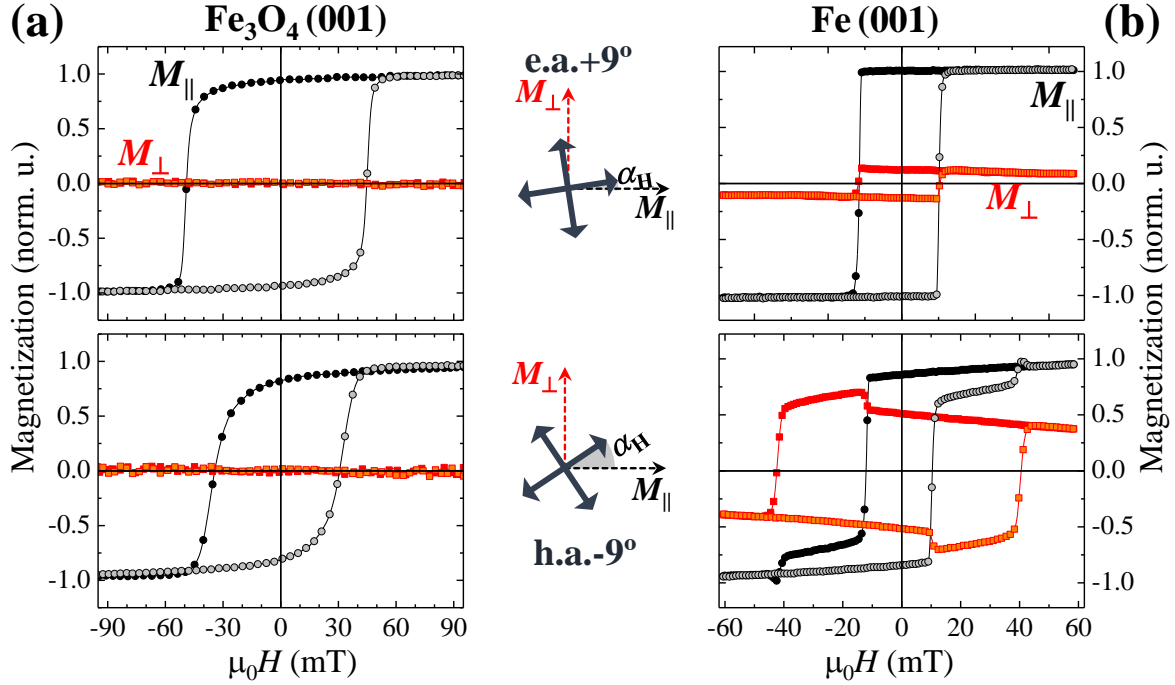 (a)
Fe₃O₄ (001)
Fe (001)
(b)
Magnetization (norm. u.)
1.0
0.5
0.0
-0.5
-1.0
M∥
M⊥
e.a.+9º
M⊥
αH
M∥
1.0
0.5
0.0
-0.5
-1.0
M∥
M⊥
Magnetization (norm. u.)
1.0
0.5
0.0
-0.5
-1.0
M⊥
αH
M∥
h.a.-9º
1.0
0.5
0.0
-0.5
-1.0
-90 -60 -30 0 30 60 90
μ₀H (mT)
-60 -40 -20 0 20 40 60
μ₀H (mT)